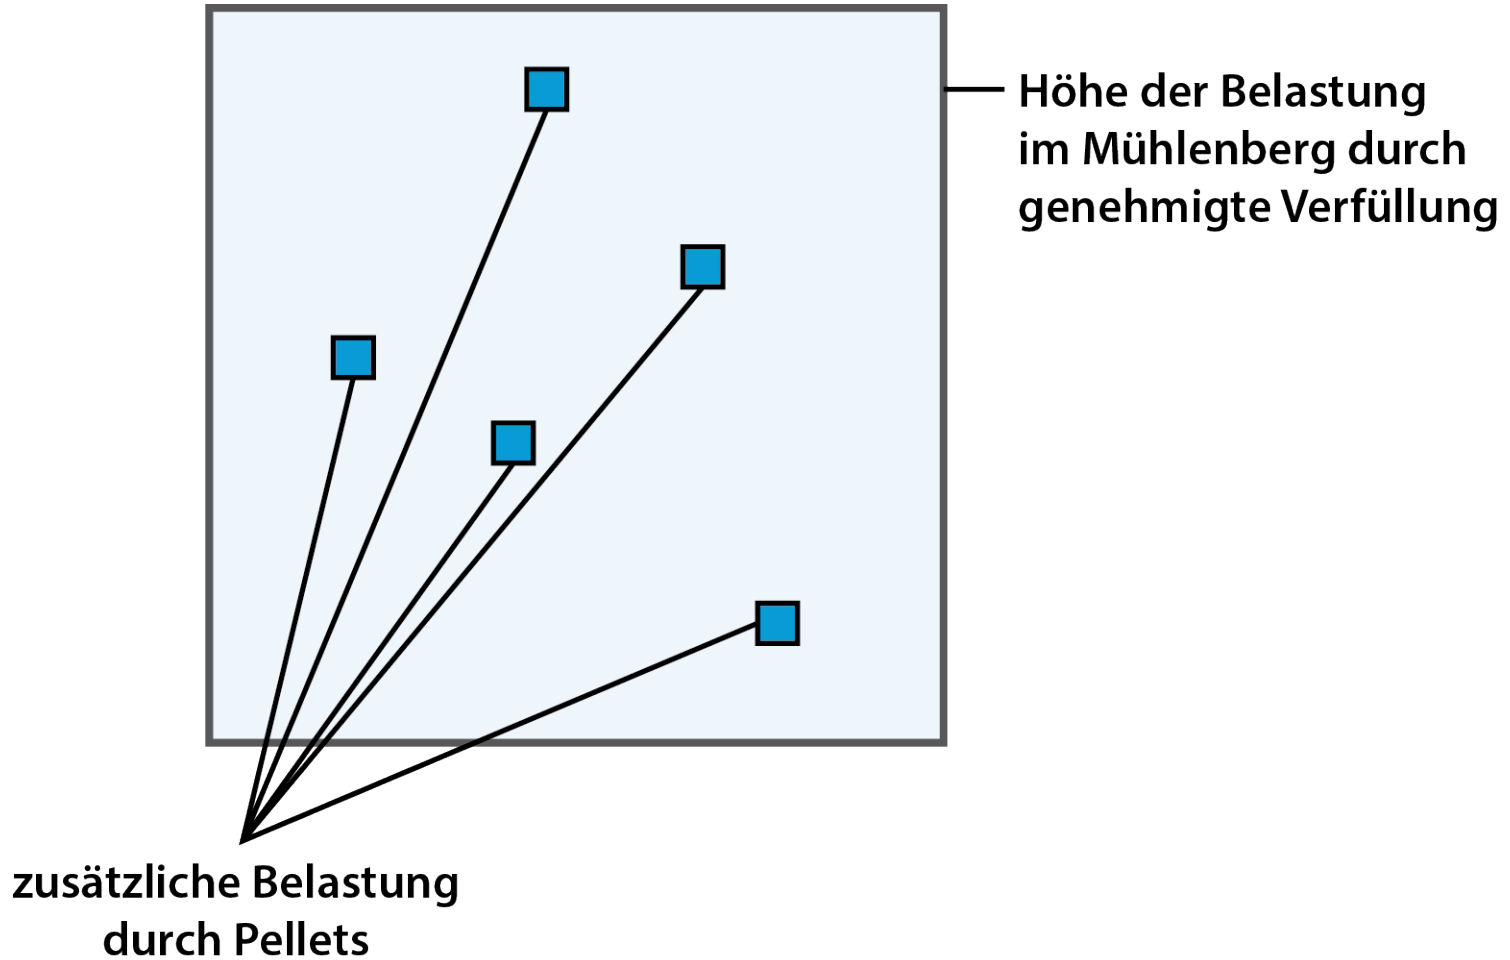 Höhe der Belastung
im Mühlenberg durch
genehmigte Verfüllung
zusätzliche Belastung
durch Pellets